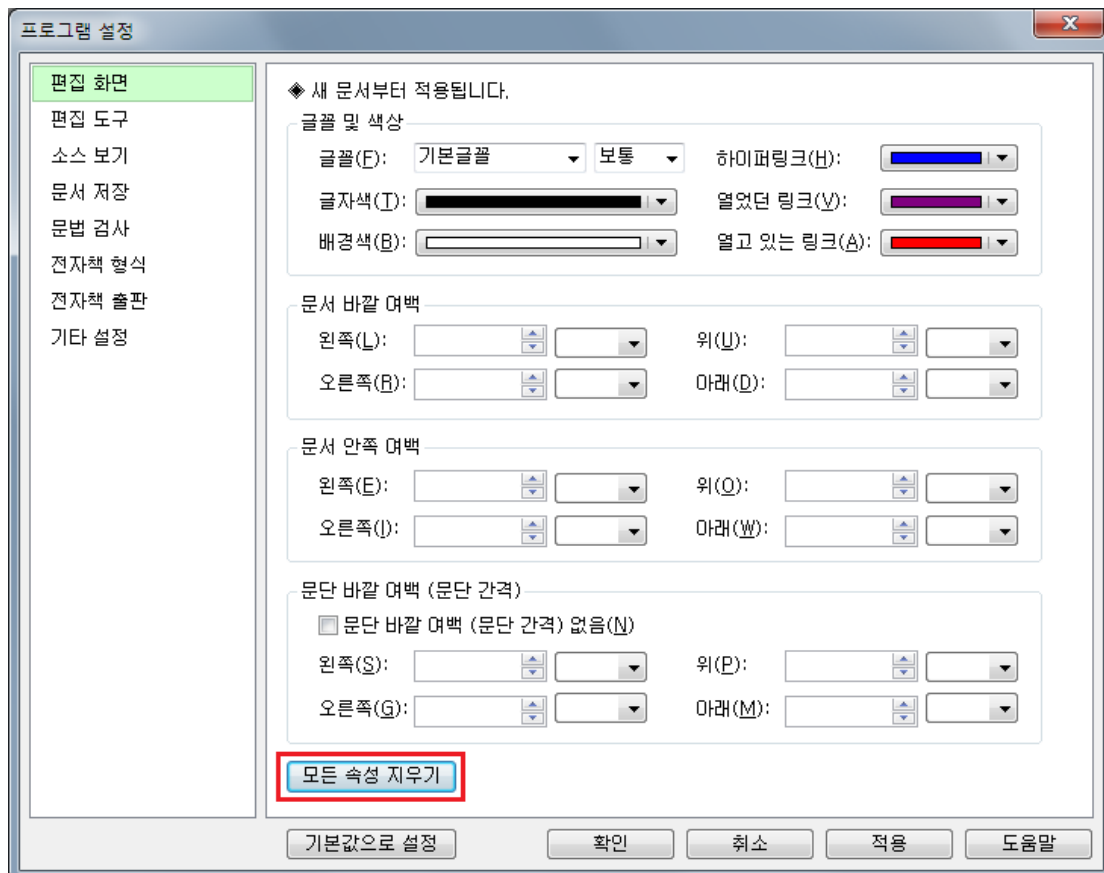 프로그램 설정
편집 화면
편집 도구
소스 보기
문서 저장
문법 검사
전자책 형식
전자책 출판
기타 설정
◈ 새 문서부터 적용됩니다.
글꼴 및 색상
글꼴(F): 기본글꼴 보통 하이퍼링크(H):
글자색(T): 열었던 링크(V):
배경색(B): 열고 있는 링크(A):
문서 바깥 여백
왼쪽(L): 위(U):
오른쪽(R): 아래(D):
문서 안쪽 여백
왼쪽(E): 위(O):
오른쪽(I): 아래(W):
문단 바깥 여백 (문단 간격)
문단 바깥 여백 (문단 간격) 없음(N)
왼쪽(S): 위(P):
오른쪽(G): 아래(M):
모든 속성 지우기
기본값으로 설정 확인 취소 적용 도움말